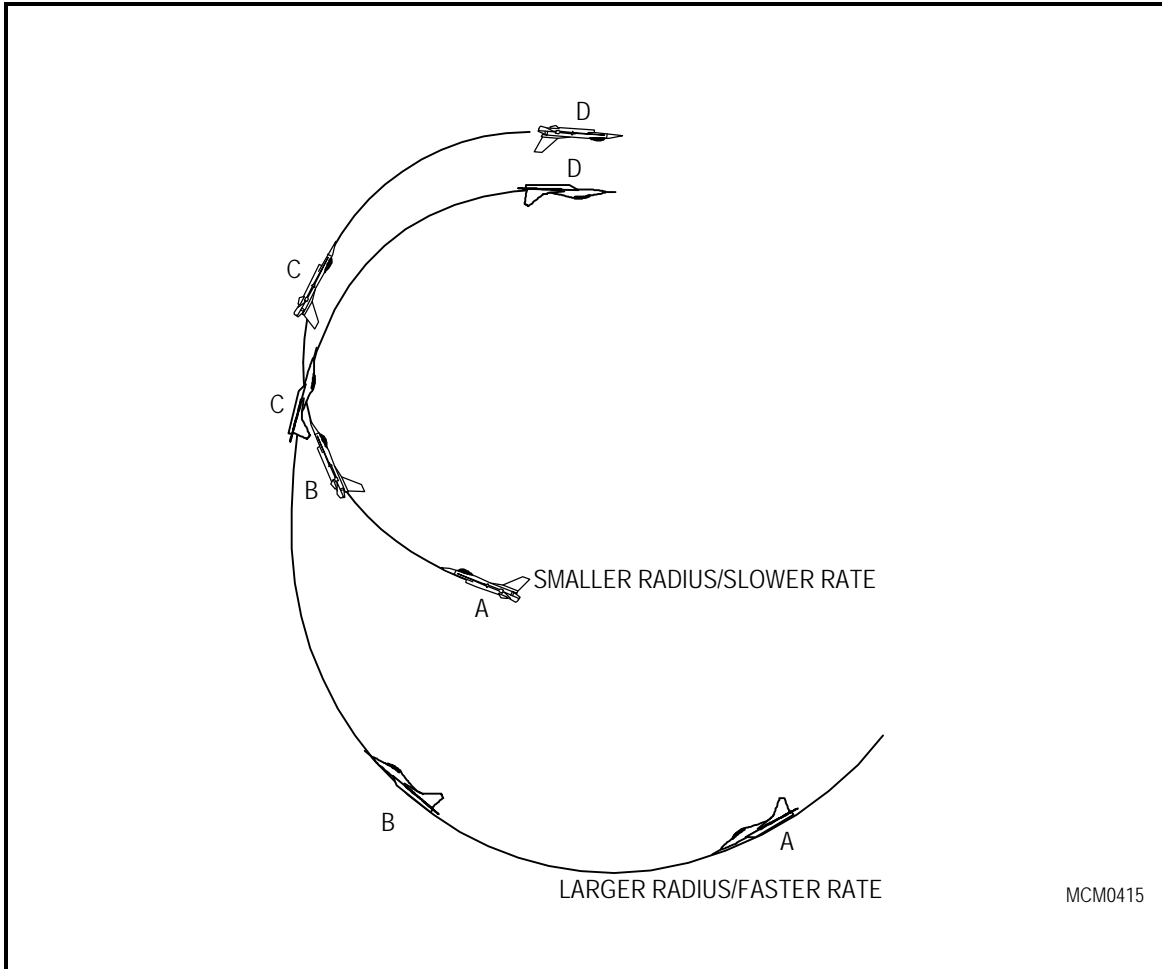 D
D
C
C
B
SMALLER RADIUS/SLOWER RATE
A
B
A
LARGER RADIUS/FASTER RATE
MCM0415